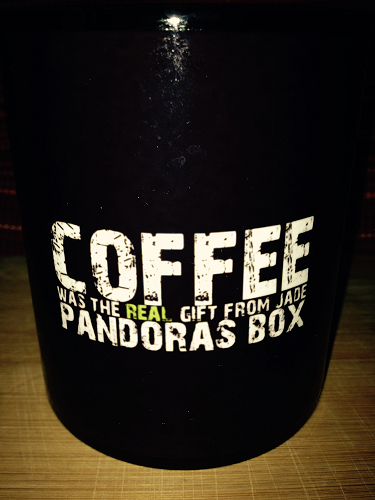 COFFEE
WAS THE REAL GIFT FROM JADE
PANDORAS BOX